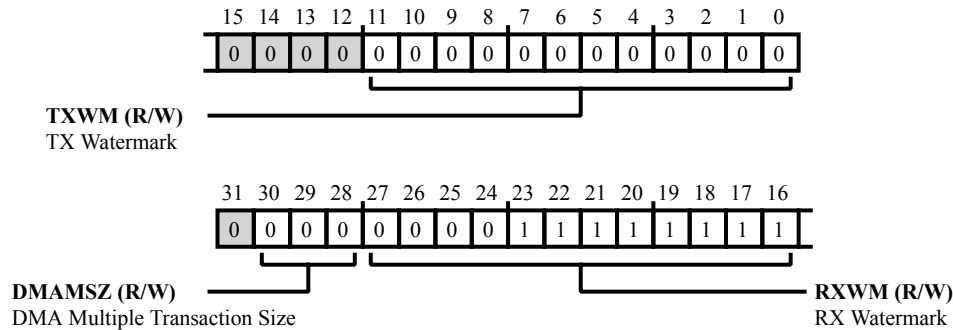 15 14 13 12 11 10 9 8 7 6 5 4 3 2 1 0
0 0 0 0 0 0 0 0 0 0 0 0 0 0 0 0
TXWM (R/W)
TX Watermark
31 30 29 28 27 26 25 24 23 22 21 20 19 18 17 16
0 0 0 0 0 0 0 0 1 1 1 1 1 1 1 1
DMAMSZ (R/W)
DMA Multiple Transaction Size
RXWM (R/W)
RX Watermark